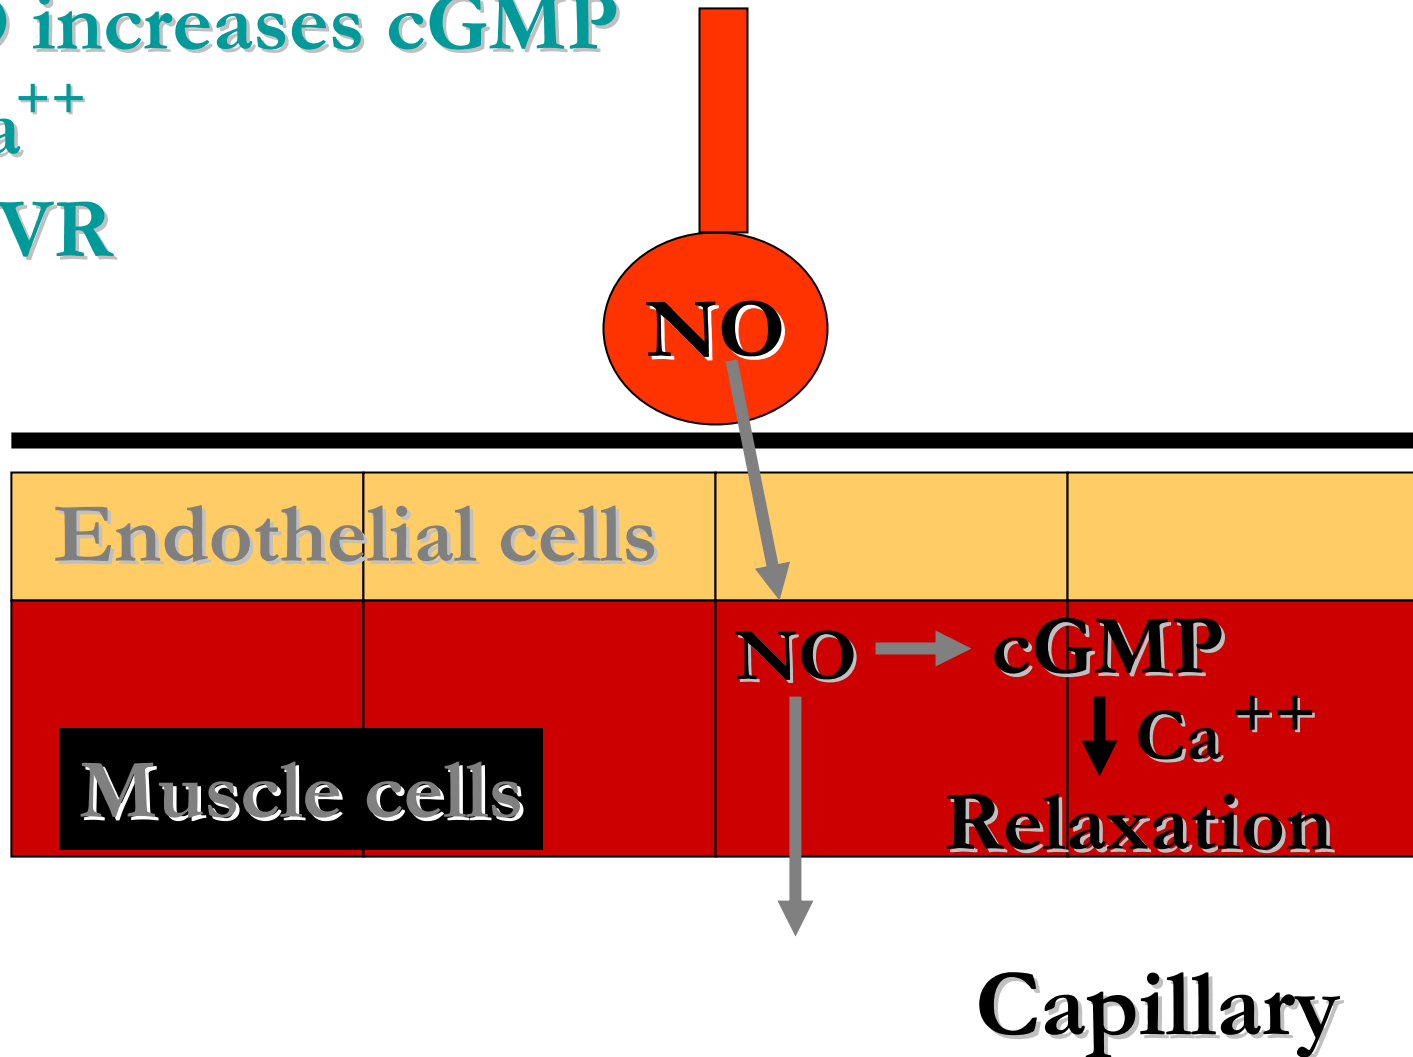 increases cGMP
a++
VR
NO
Endothelial cells
NO cGMP
Ca++
Muscle cells
Relaxation
Capillary